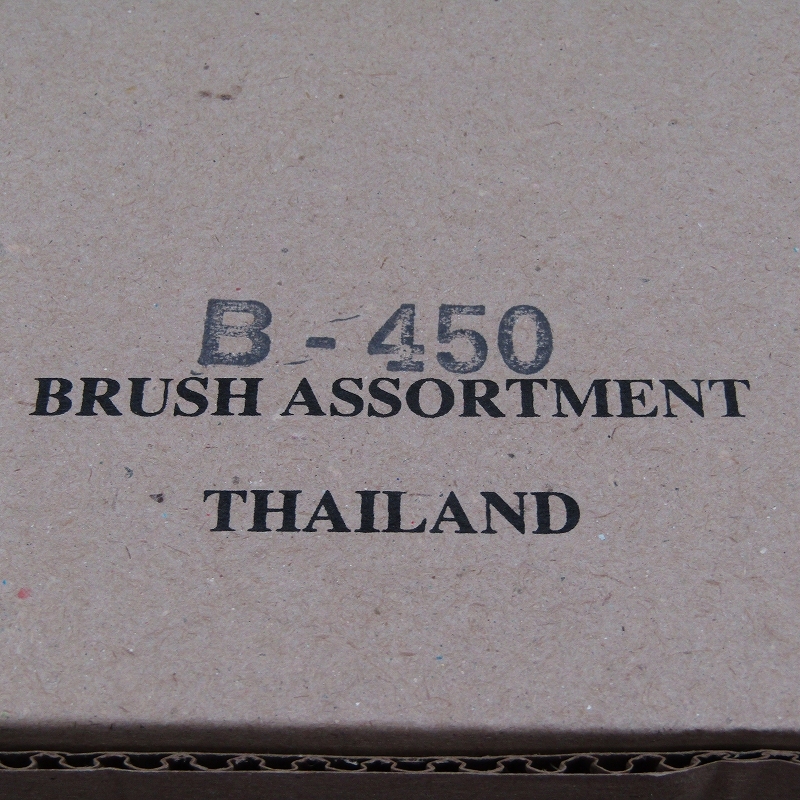 B - 450
BRUSH ASSORTMENT
THAILAND